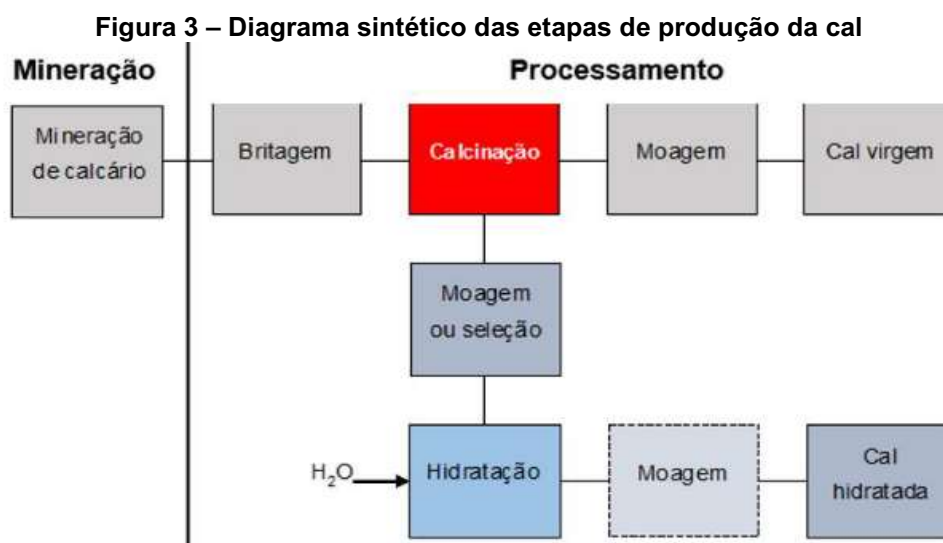 Figura 3 – Diagrama sintético das etapas de produção da cal
Mineração
Processamento
Mineração
de calcário
Britagem
Calcinação
Moagem
Cal virgem
Moagem
ou seleção
H₂O
Hidratação
Moagem
Cal
hidratada